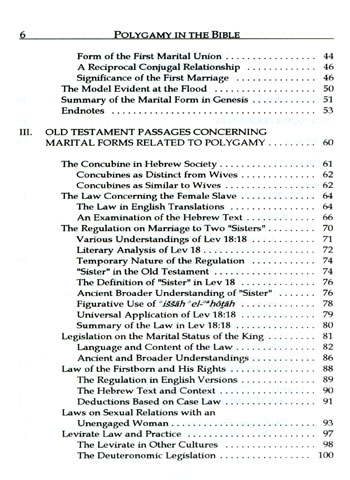 6 POLYGAMY IN THE BIBLE
Form of the First Marital Union . . . . . . . . . . . . . . . . 44
A Reciprocal Conjugal Relationship . . . . . . . . . . . 46
Significance of the First Marriage . . . . . . . . . . . . . 46
The Model Evident at the Flood . . . . . . . . . . . . . . . . . 50
Summary of the Marital Form in Genesis . . . . . . . . . . . . 51
Endnotes . . . . . . . . . . . . . . . . . . . . . . . . . . . . . . 53
III. OLD TESTAMENT PASSAGES CONCERNING
MARITAL FORMS RELATED TO POLYGAMY . . . . . . . . . 60
The Concubine in Hebrew Society . . . . . . . . . . . . . . . . . 61
Concubines as Distinct from Wives . . . . . . . . . . . . . 62
Concubines as Similar to Wives . . . . . . . . . . . . . . . . 62
The Law Concerning the Female Slave . . . . . . . . . . . . . . 64
The Law in English Translations . . . . . . . . . . . . . . . 64
An Examination of the Hebrew Text . . . . . . . . . . . . 66
The Regulation on Marriage to Two "Sisters" . . . . . . . . . 70
Various Understandings of Lev 18:18 . . . . . . . . . . . 71
Literary Analysis of Lev 18:18 . . . . . . . . . . . . . . . . . . 72
Temporary Nature of the Regulation . . . . . . . . . . . 74
"Sister" in the Old Testament . . . . . . . . . . . . . . . . . . 74
The Definition of "Sister" in Lev 18 . . . . . . . . . . . . . 76
Ancient Broader Understanding of "Sister" . . . . . . . 76
Figurative Use of ʾiššāh ʾel-ʾᵃḥōṯāh . . . . . . . . . . . . . 78
Universal Application of Lev 18:18 . . . . . . . . . . . . . 79
Summary of the Law in Lev 18:18 . . . . . . . . . . . . . . 80
Legislation on the Marital Status of the King . . . . . . . . . 81
Language and Content of the Law . . . . . . . . . . . . . . 82
Ancient and Broader Understandings . . . . . . . . . . . 86
Law of the Firstborn and His Rights . . . . . . . . . . . . . . . 88
The Regulation in English Versions . . . . . . . . . . . . . 89
The Hebrew Text and Context . . . . . . . . . . . . . . . . . 90
Deductions Based on Case Law . . . . . . . . . . . . . . . . 91
Laws on Sexual Relations with an
Unengaged Woman . . . . . . . . . . . . . . . . . . . . . . . . . 93
Levirate Law and Practice . . . . . . . . . . . . . . . . . . . . . . 97
The Levirate in Other Cultures . . . . . . . . . . . . . . . . . 98
The Deuteronomic Legislation . . . . . . . . . . . . . . . . . 100